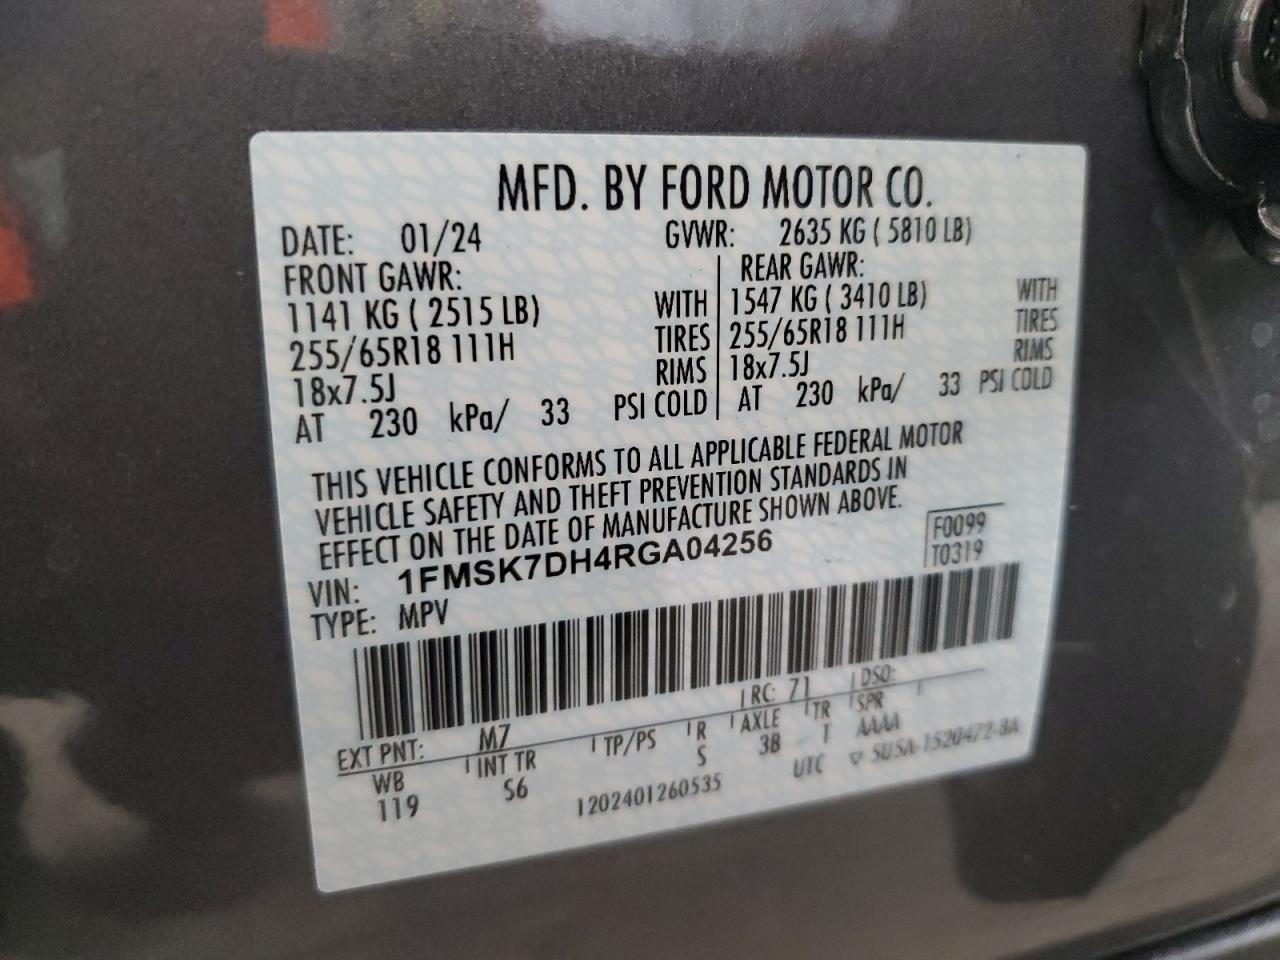 MFD. BY FORD MOTOR CO.
DATE: 01/24 GVWR: 2635 KG ( 5810 LB)
FRONT GAWR: REAR GAWR:
1141 KG ( 2515 LB) WITH 1547 KG ( 3410 LB) WITH
255/65R18 111H TIRES 255/65R18 111H TIRES
18x7.5J RIMS 18x7.5J RIMS
AT 230 kPa/ 33 PSI COLD AT 230 kPa/ 33 PSI COLD
THIS VEHICLE CONFORMS TO ALL APPLICABLE FEDERAL MOTOR
VEHICLE SAFETY AND THEFT PREVENTION STANDARDS IN
EFFECT ON THE DATE OF MANUFACTURE SHOWN ABOVE.
F0099
VIN: 1FMSK7DH4RGA04256 T0319
TYPE: MPV
EXT PNT: M7 RC: 71 DSO:
WB INT TR TP/PS R AXLE TR SPR
119 S6 S 3B T AAAA
1202401260535 UTC ▽ SU5A-1520472-BA